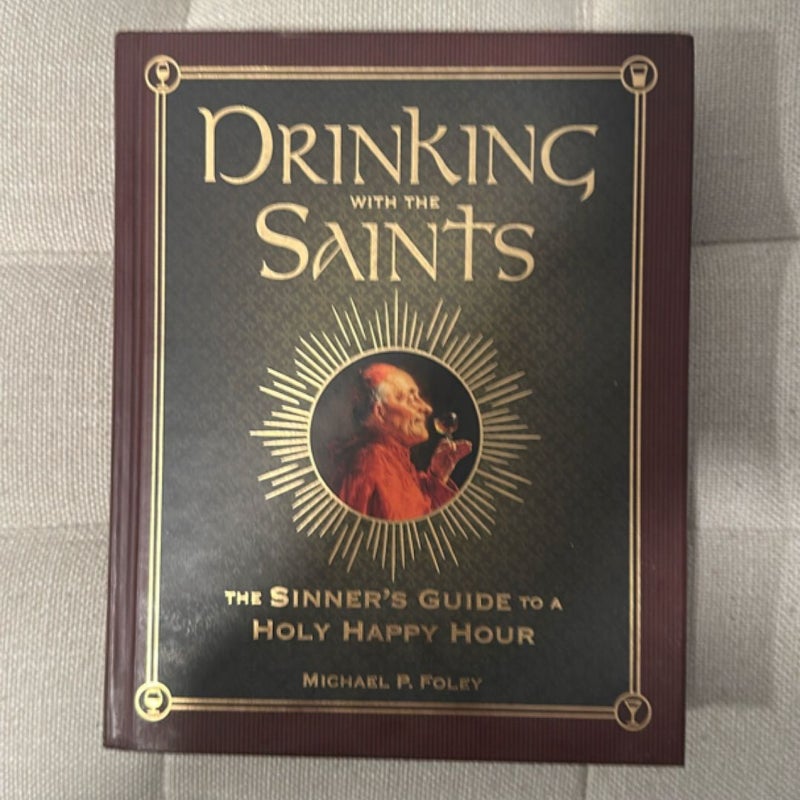 DRINKING
WITH THE
SAINTS
THE SINNER'S GUIDE TO A
HOLY HAPPY HOUR
MICHAEL P. FOLEY